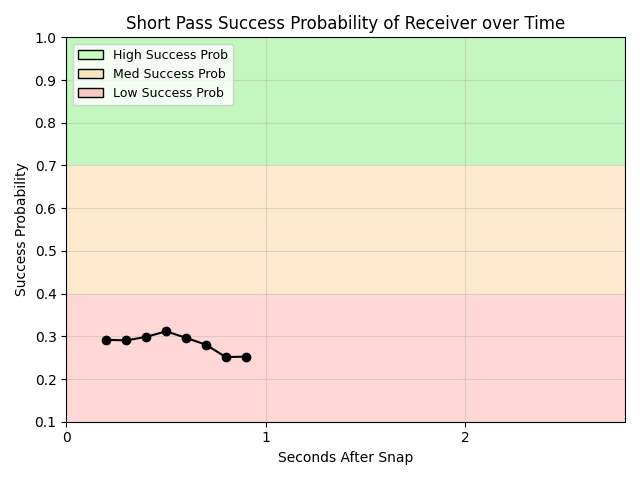 Short Pass Success Probability of Receiver over Time
High Success Prob
Med Success Prob
Low Success Prob
Success Probability
1.0
0.9
0.8
0.7
0.6
0.5
0.4
0.3
0.2
0.1
0 1 2
Seconds After Snap